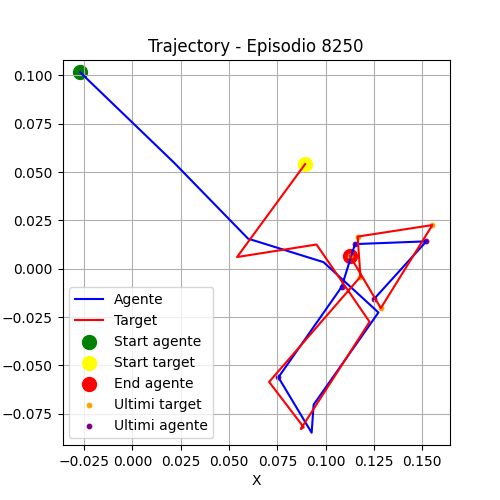 Trajectory - Episodio 8250
0.100
0.075
0.050
0.025
0.000
−0.025
−0.050
−0.075
Agente
Target
Start agente
Start target
End agente
Ultimi target
Ultimi agente
−0.025 0.000 0.025 0.050 0.075 0.100 0.125 0.150
X